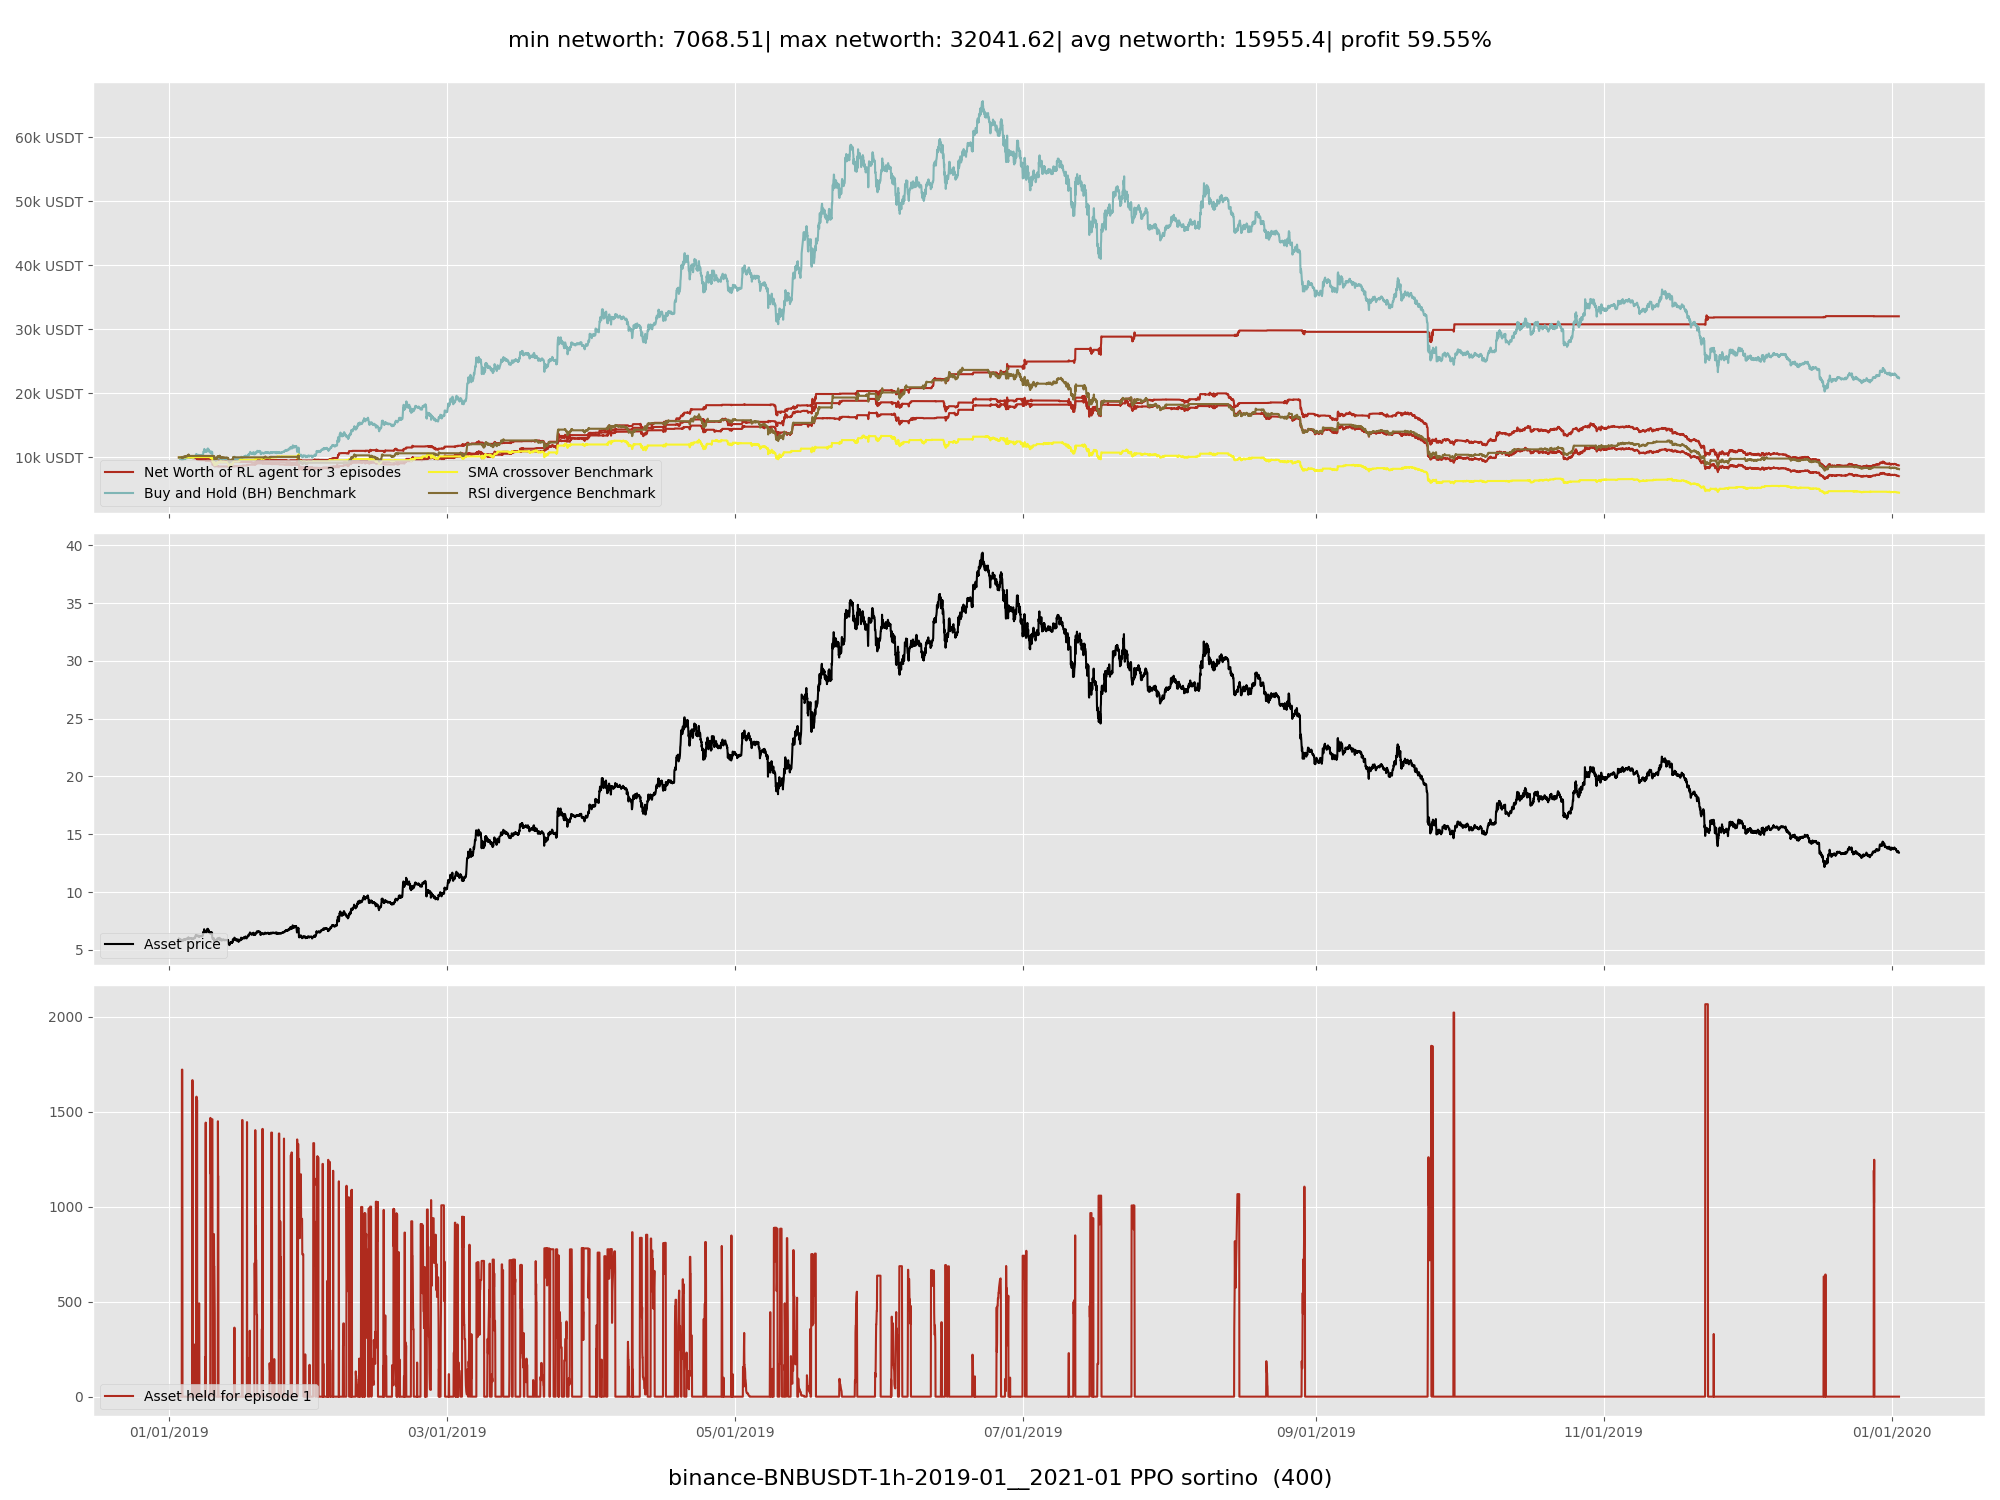 min networth: 7068.51| max networth: 32041.62| avg networth: 15955.4| profit 59.55%
60k USDT
50k USDT
40k USDT
30k USDT
20k USDT
10k USDT
Net Worth of RL agent for 3 episodes
Buy and Hold (BH) Benchmark
SMA crossover Benchmark
RSI divergence Benchmark
40
35
30
25
20
15
10
5
Asset price
2000
1500
1000
500
0
Asset held for episode 1
01/01/2019
03/01/2019
05/01/2019
07/01/2019
09/01/2019
11/01/2019
01/01/2020
binance-BNBUSDT-1h-2019-01__2021-01 PPO sortino  (400)